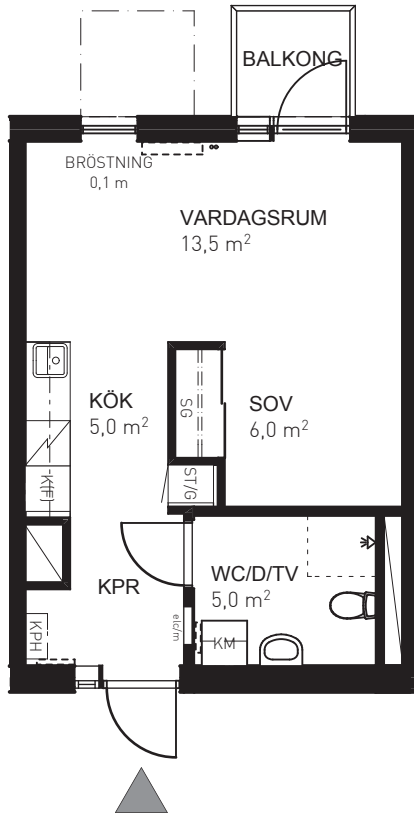 BALKONG
BRÖSTNING
0,1 m
VARDAGSRUM
13,5 m²
KÖK
5,0 m²
SG
SOV
6,0 m²
K(F)
ST/G
KPR
WC/D/TV
5,0 m²
elc/m
KPH
KM